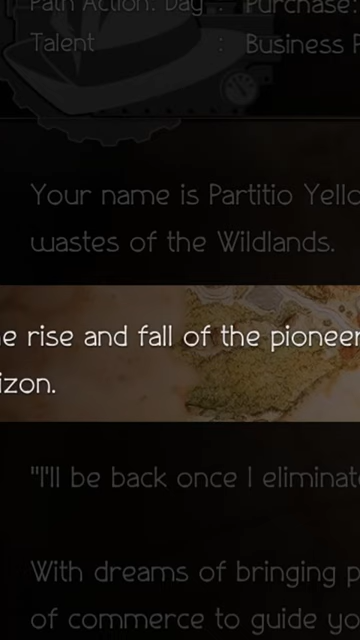 Path Action: Day : Purchase:
Talent : Business P
Your name is Partitio Yello
wastes of the Wildlands.
e rise and fall of the pioneer
izon.
"I'll be back once I eliminat
With dreams of bringing p
of commerce to guide yo